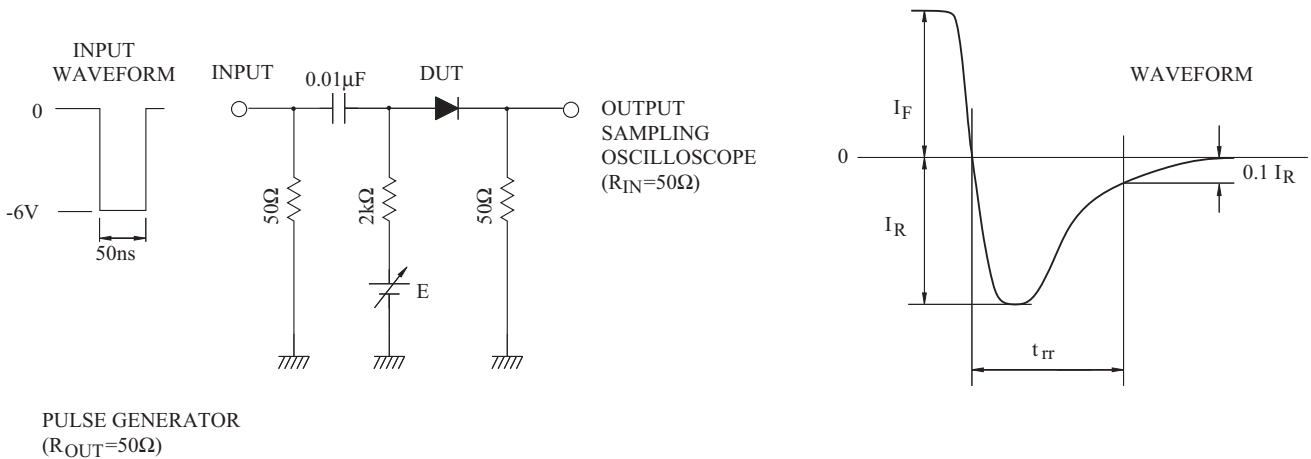 INPUT
WAVEFORM
0
-6V
50ns
INPUT
0.01μF
DUT
50Ω
2kΩ
E
50Ω
OUTPUT
SAMPLING
OSCILLOSCOPE
(RIN=50Ω)
PULSE GENERATOR
(ROUT=50Ω)
WAVEFORM
IF
0
0.1 IR
IR
trr